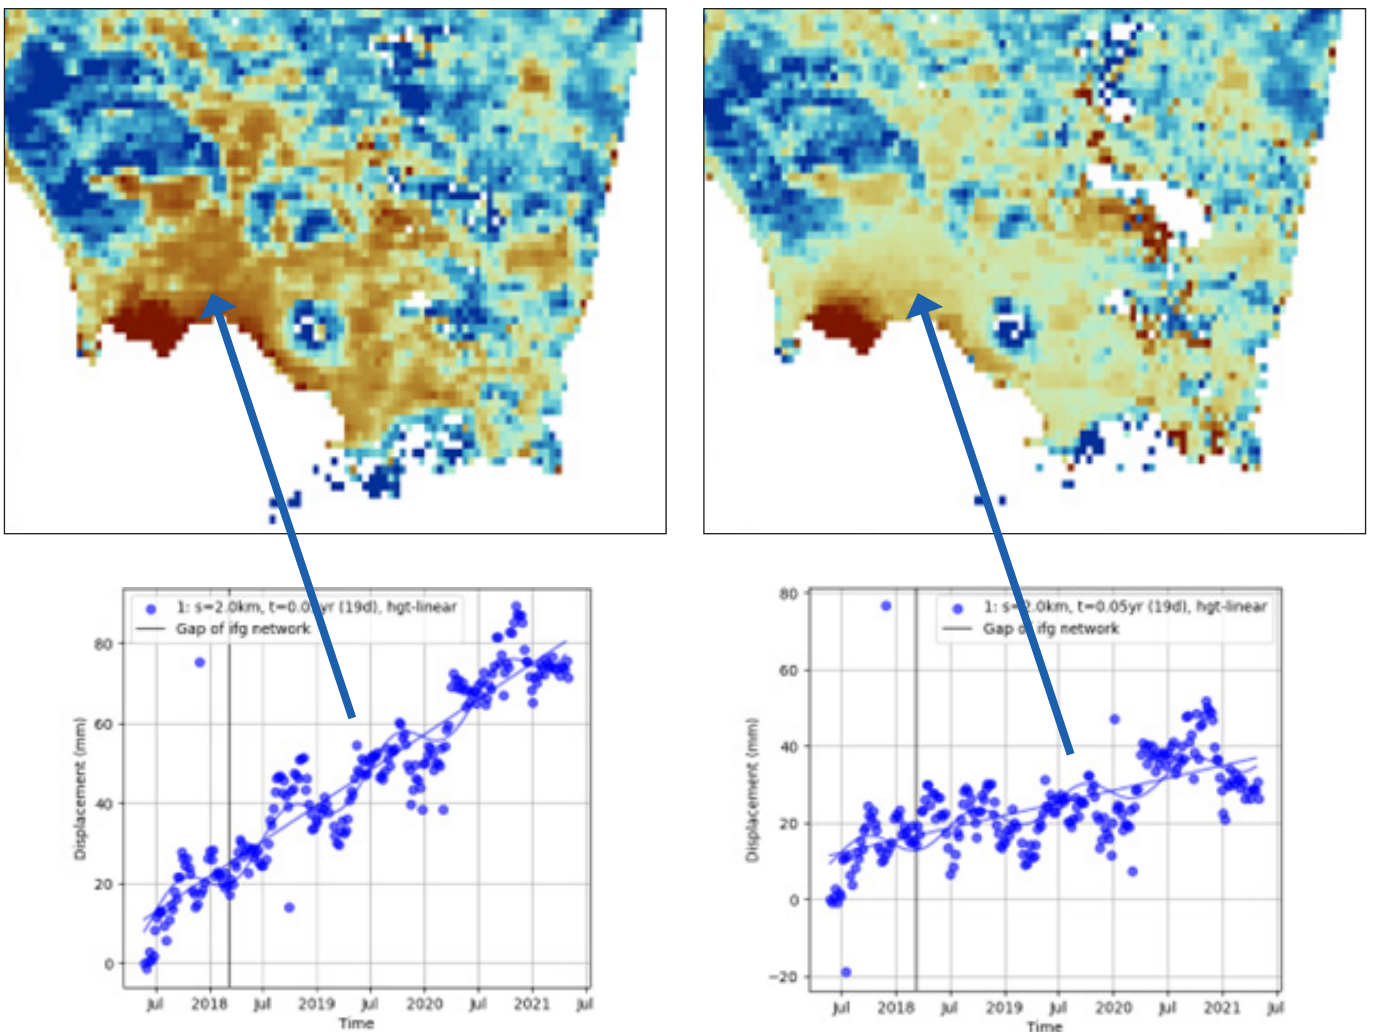 1: s=2.0km, t=0.05yr (19d), hgt-linear
Gap of ifg network
80
60
40
20
0
Displacement (mm)
Jul 2018 Jul 2019 Jul 2020 Jul 2021 Jul
Time
1: s=2.0km, t=0.05yr (19d), hgt-linear
Gap of ifg network
80
60
40
20
0
−20
Displacement (mm)
Jul 2018 Jul 2019 Jul 2020 Jul 2021 Jul
Time